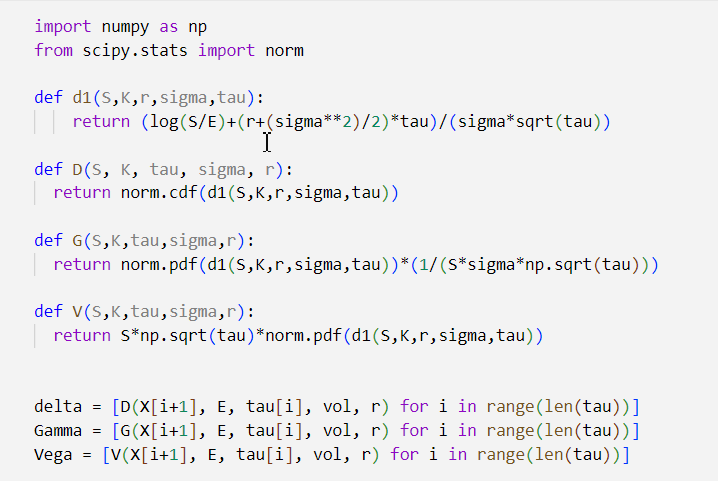 import numpy as np
from scipy.stats import norm
def d1(S,K,r,sigma,tau):
return (log(S/E)+(r+(sigma**2)/2)*tau)/(sigma*sqrt(tau))
def D(S, K, tau, sigma, r):
return norm.cdf(d1(S,K,r,sigma,tau))
def G(S,K,tau,sigma,r):
return norm.pdf(d1(S,K,r,sigma,tau))*(1/(S*sigma*np.sqrt(tau)))
def V(S,K,tau,sigma,r):
return S*np.sqrt(tau)*norm.pdf(d1(S,K,r,sigma,tau))
delta = [D(X[i+1], E, tau[i], vol, r) for i in range(len(tau))]
Gamma = [G(X[i+1], E, tau[i], vol, r) for i in range(len(tau))]
Vega = [V(X[i+1], E, tau[i], vol, r) for i in range(len(tau))]